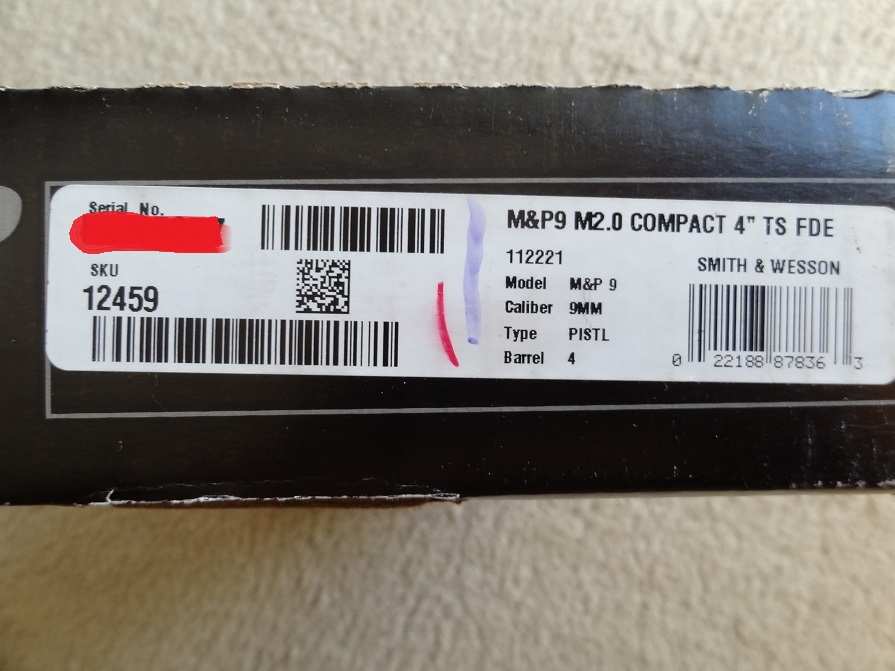 Serial No.
SKU
12459
M&P9 M2.0 COMPACT 4" TS FDE
112221
SMITH & WESSON
Model M&P 9
Caliber 9MM
Type PISTL
Barrel 4
0 22188 87836 3